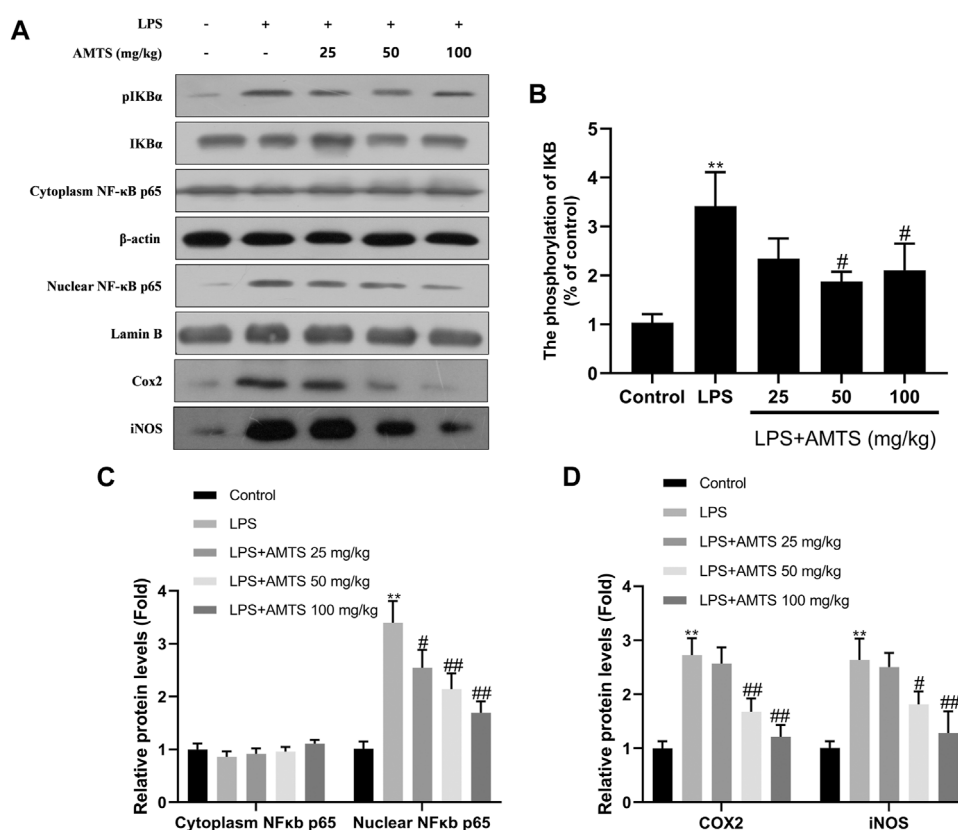 A
LPS - + + + +
AMTS (mg/kg) - - 25 50 100
pIKBα
IKBα
Cytoplasm NF-κB p65
β-actin
Nuclear NF-κB p65
Lamin B
Cox2
iNOS
B
The phosphorylation of IKB
(% of control)
5
4
3
2
1
0
**
#
#
Control LPS 25 50 100
LPS+AMTS (mg/kg)
C
Control
LPS
LPS+AMTS 25 mg/kg
LPS+AMTS 50 mg/kg
LPS+AMTS 100 mg/kg
Relative protein levels (Fold)
4
3
2
1
0
**
#
##
##
Cytoplasm NFκb p65 Nuclear NFκb p65
D
Control
LPS
LPS+AMTS 25 mg/kg
LPS+AMTS 50 mg/kg
LPS+AMTS 100 mg/kg
Relative protein levels (Fold)
4
3
2
1
0
**
##
##
**
#
##
COX2 iNOS